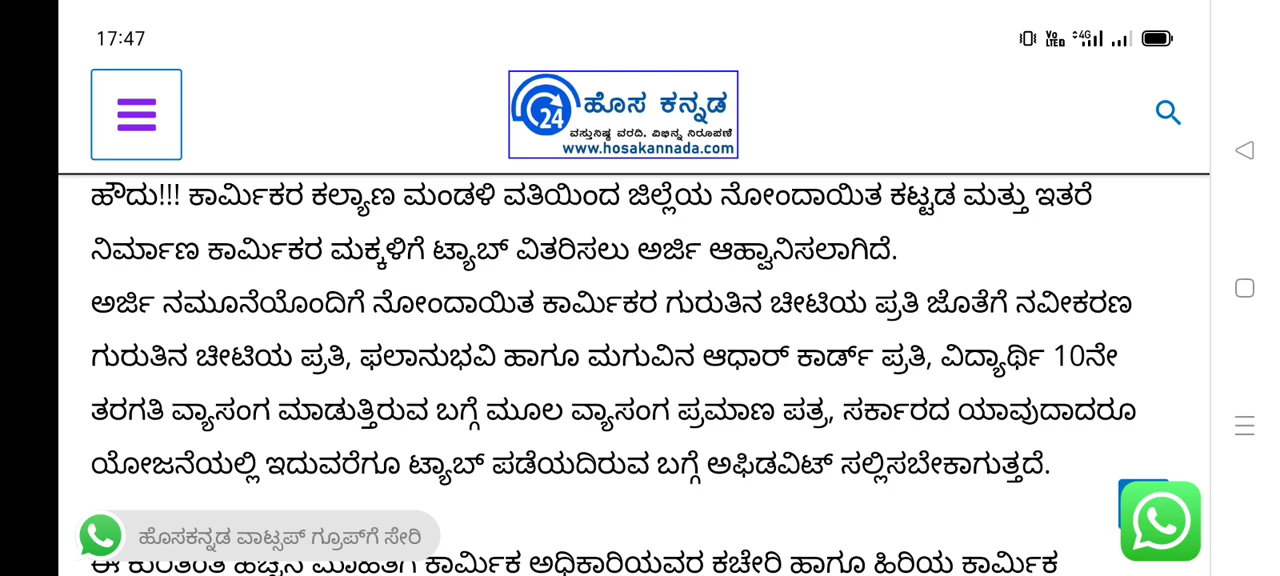 17:47
Vo LTED 4G
24 ಹೊಸ ಕನ್ನಡ
ವಸ್ತುನಿಷ್ಠ ವರದಿ, ವಿಭಿನ್ನ ನಿರೂಪಣೆ
www.hosakannada.com
ಹೌದು!!! ಕಾರ್ಮಿಕರ ಕಲ್ಯಾಣ ಮಂಡಳಿ ವತಿಯಿಂದ ಜಿಲ್ಲೆಯ ನೋಂದಾಯಿತ ಕಟ್ಟಡ ಮತ್ತು ಇತರೆ
ನಿರ್ಮಾಣ ಕಾರ್ಮಿಕರ ಮಕ್ಕಳಿಗೆ ಟ್ಯಾಬ್ ವಿತರಿಸಲು ಅರ್ಜಿ ಆಹ್ವಾನಿಸಲಾಗಿದೆ.
ಅರ್ಜಿ ನಮೂನೆಯೊಂದಿಗೆ ನೋಂದಾಯಿತ ಕಾರ್ಮಿಕರ ಗುರುತಿನ ಚೀಟಿಯ ಪ್ರತಿ ಜೊತೆಗೆ ನವೀಕರಣ
ಗುರುತಿನ ಚೀಟಿಯ ಪ್ರತಿ, ಫಲಾನುಭವಿ ಹಾಗೂ ಮಗುವಿನ ಆಧಾರ್ ಕಾರ್ಡ್ ಪ್ರತಿ, ವಿದ್ಯಾರ್ಥಿ 10ನೇ
ತರಗತಿ ವ್ಯಾಸಂಗ ಮಾಡುತ್ತಿರುವ ಬಗ್ಗೆ ಮೂಲ ವ್ಯಾಸಂಗ ಪ್ರಮಾಣ ಪತ್ರ, ಸರ್ಕಾರದ ಯಾವುದಾದರೂ
ಯೋಜನೆಯಲ್ಲಿ ಇದುವರೆಗೂ ಟ್ಯಾಬ್ ಪಡೆಯದಿರುವ ಬಗ್ಗೆ ಅಫಿಡವಿಟ್ ಸಲ್ಲಿಸಬೇಕಾಗುತ್ತದೆ.
ಹೊಸಕನ್ನಡ ವಾಟ್ಸಪ್ ಗ್ರೂಪ್‌ಗೆ ಸೇರಿ
ಕಾರ್ಮಿಕ ಅಧಿಕಾರಿಯವರ ಕಚೇರಿ ಹಾಗೂ ಹಿರಿಯ ಕಾರ್ಮಿಕ